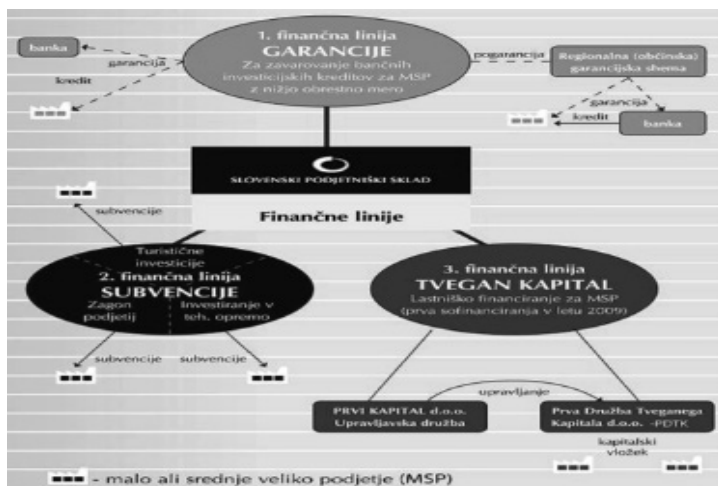 1. finančna linija
GARANCIJE
Za zavarovanje bančnih
investicijskih kreditov za MSP
z nižjo obrestno mero
banka
garancija
kredit
pogarancija
Regionalna (občinska)
garancijska shema
garancija
kredit
banka
SLOVENSKI PODJETNIŠKI SKLAD
Finančne linije
subvencije
Turistične
investicije
2. finančna linija
SUBVENCIJE
Zagon
podjetij
Investiranje v
teh. opremo
subvencije
subvencije
3. finančna linija
TVEGAN KAPITAL
Lastniško financiranje za MSP
(prva sofinanciranja v letu 2009)
upravljanje
PRVI KAPITAL d.o.o.
Upravljavska družba
Prva Družba Tveganega
Kapitala d.o.o. -PDTK
kapitalski
vložek
- malo ali srednje veliko podjetje (MSP)